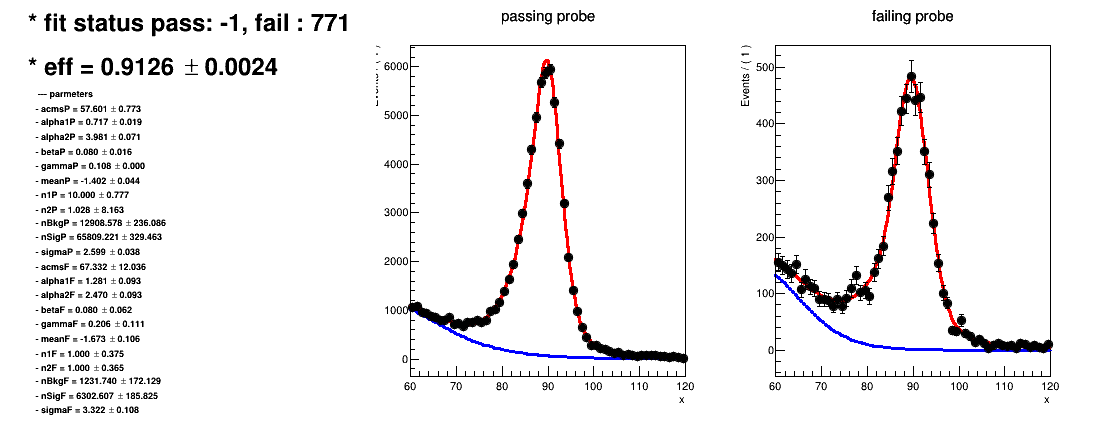 * fit status pass: -1, fail : 771
* eff = 0.9126 ± 0.0024
--- parmeters
- acmsP = 57.601 ± 0.773
- alpha1P = 0.717 ± 0.019
- alpha2P = 3.981 ± 0.071
- betaP = 0.080 ± 0.016
- gammaP = 0.108 ± 0.000
- meanP = -1.402 ± 0.044
- n1P = 10.000 ± 0.777
- n2P = 1.028 ± 8.163
- nBkgP = 12908.578 ± 236.086
- nSigP = 65809.221 ± 329.463
- sigmaP = 2.599 ± 0.038
- acmsF = 67.332 ± 12.036
- alpha1F = 1.281 ± 0.093
- alpha2F = 2.470 ± 0.093
- betaF = 0.080 ± 0.062
- gammaF = 0.206 ± 0.111
- meanF = -1.673 ± 0.106
- n1F = 1.000 ± 0.375
- n2F = 1.000 ± 0.365
- nBkgF = 1231.740 ± 172.129
- nSigF = 6302.607 ± 185.825
- sigmaF = 3.322 ± 0.108
passing probe
6000
5000
4000
3000
2000
1000
0
60 70 80 90 100 110 120
x
failing probe
Events / ( 1 )
500
400
300
200
100
0
60 70 80 90 100 110 120
x